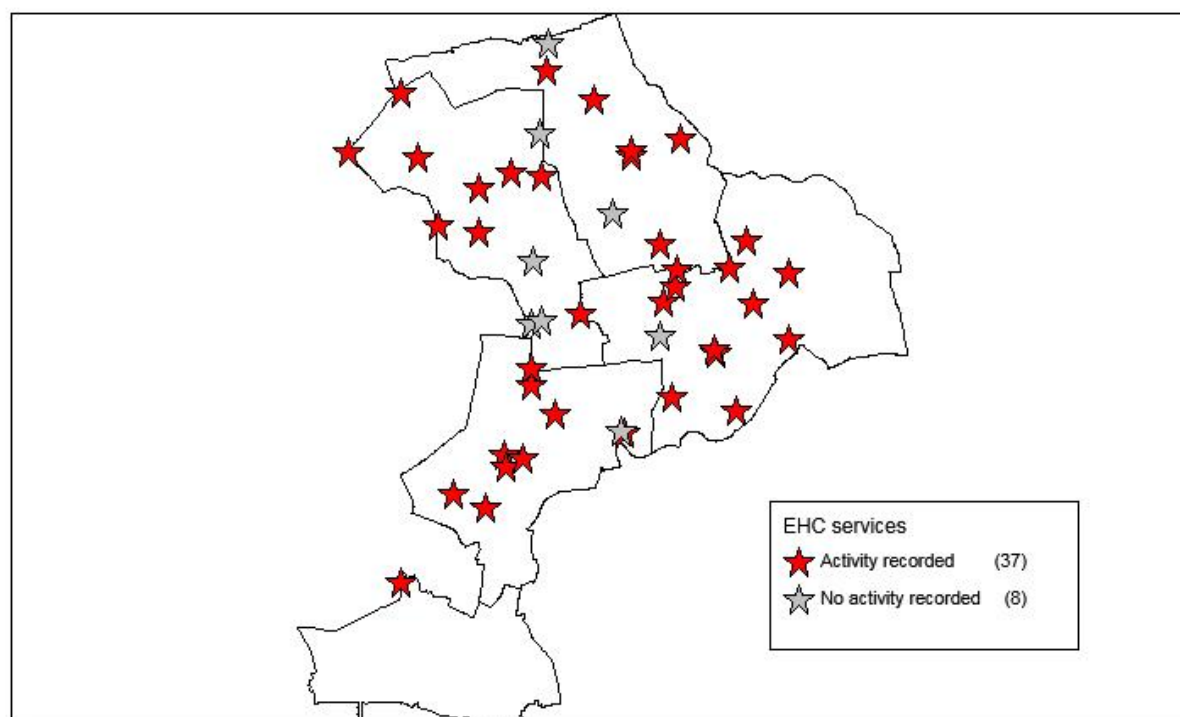 EHC services
Activity recorded (37)
No activity recorded (8)